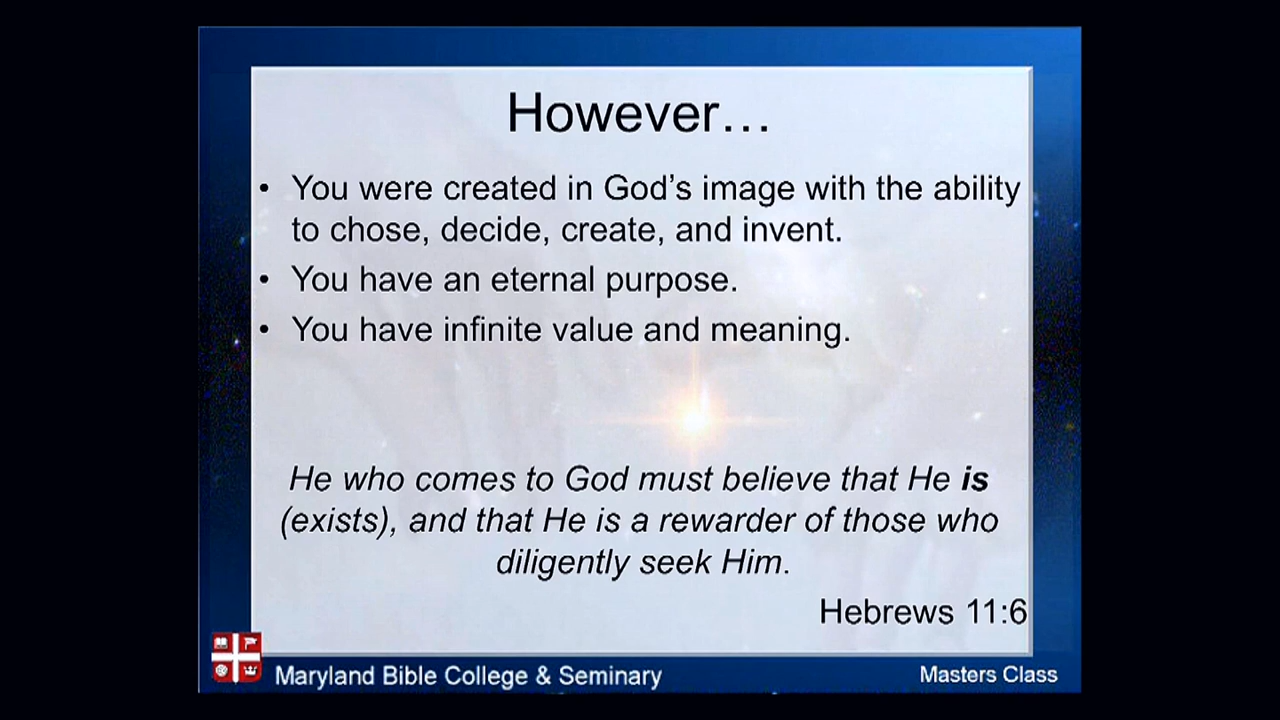 However…
• You were created in God’s image with the ability
to chose, decide, create, and invent.
• You have an eternal purpose.
• You have infinite value and meaning.
He who comes to God must believe that He is
(exists), and that He is a rewarder of those who
diligently seek Him.
Hebrews 11:6
Maryland Bible College & Seminary
Masters Class